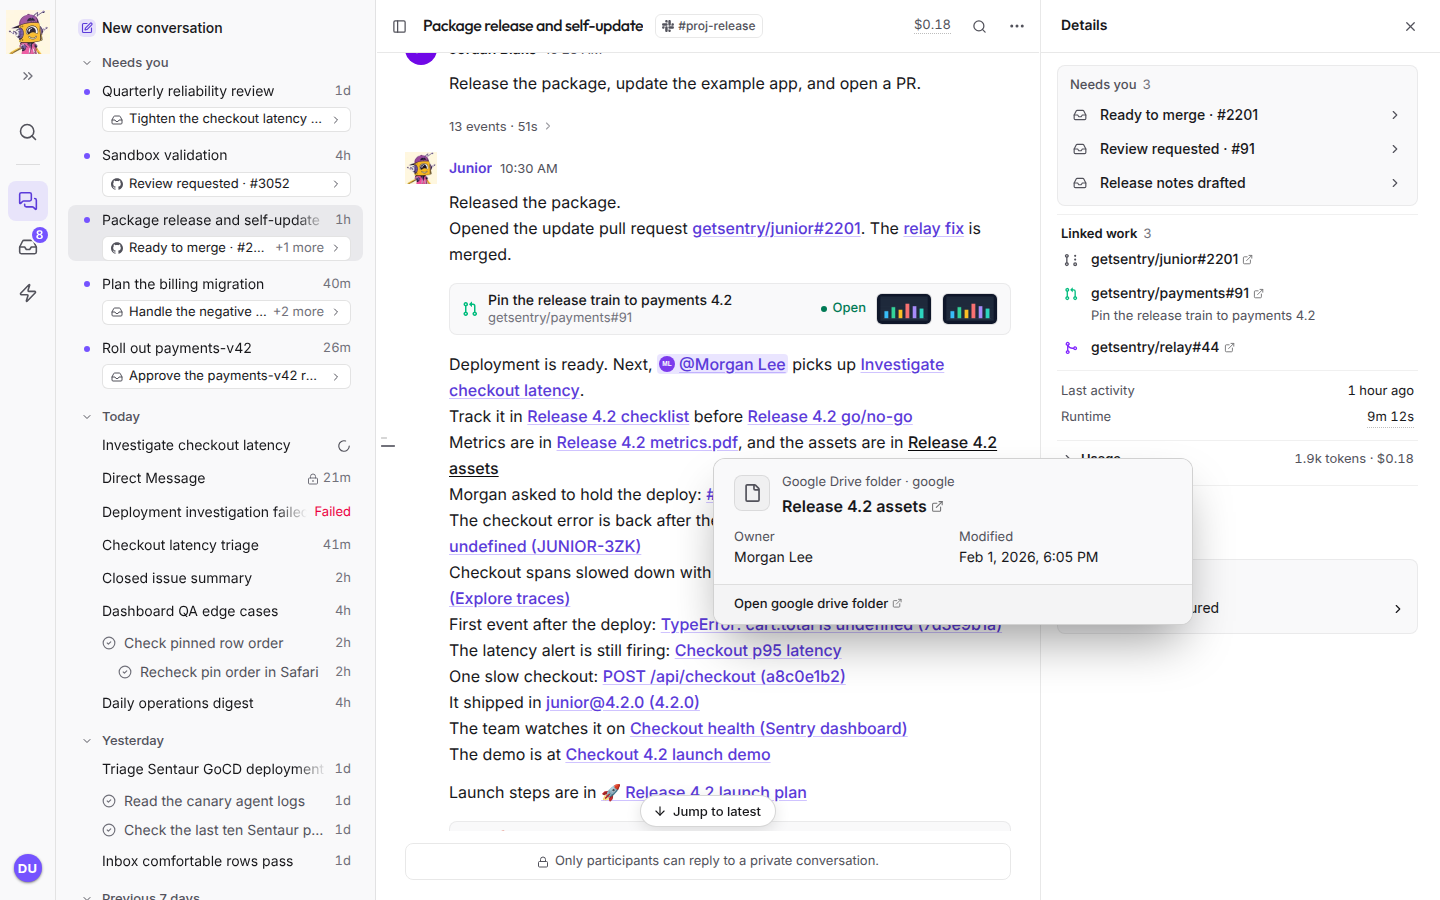 New conversation
Needs you
Quarterly reliability review 1d
Tighten the checkout latency ...
Sandbox validation 4h
Review requested · #3052
Package release and self-update 1h
Ready to merge · #2... +1 more
Plan the billing migration 40m
Handle the negative ... +2 more
Roll out payments-v42 26m
Approve the payments-v42 r...
Today
Investigate checkout latency
Direct Message 21m
Deployment investigation failed Failed
Checkout latency triage 41m
Closed issue summary 2h
Dashboard QA edge cases 4h
Check pinned row order 2h
Recheck pin order in Safari 2h
Daily operations digest 4h
Yesterday
Triage Sentaur GoCD deployment 1d
Read the canary agent logs 1d
Check the last ten Sentaur p... 1d
Inbox comfortable rows pass 1d
Previous 7 days
8
DU
Package release and self-update #proj-release $0.18
Release the package, update the example app, and open a PR.
13 events · 51s
Junior 10:30 AM
Released the package.
Opened the update pull request getsentry/junior#2201. The relay fix is
merged.
Pin the release train to payments 4.2
getsentry/payments#91
Open
Deployment is ready. Next, ML @Morgan Lee picks up Investigate
checkout latency.
Track it in Release 4.2 checklist before Release 4.2 go/no-go
Metrics are in Release 4.2 metrics.pdf, and the assets are in Release 4.2
assets
Morgan asked to hold the deploy: #
The checkout error is back after the
undefined (JUNIOR-3ZK)
Checkout spans slowed down with
(Explore traces)
First event after the deploy: TypeError: cart.total is undefined (7d3e9b1a)
The latency alert is still firing: Checkout p95 latency
One slow checkout: POST /api/checkout (a8c0e1b2)
It shipped in junior@4.2.0 (4.2.0)
The team watches it on Checkout health (Sentry dashboard)
The demo is at Checkout 4.2 launch demo
Launch steps are in 🚀 Release 4.2 launch plan
Jump to latest
Only participants can reply to a private conversation.
Google Drive folder · google
Release 4.2 assets
Owner Modified
Morgan Lee Feb 1, 2026, 6:05 PM
Open google drive folder
Details
Needs you 3
Ready to merge · #2201
Review requested · #91
Release notes drafted
Linked work 3
getsentry/junior#2201
getsentry/payments#91
Pin the release train to payments 4.2
getsentry/relay#44
Last activity 1 hour ago
Runtime 9m 12s
Usage 1.9k tokens · $0.18
ured